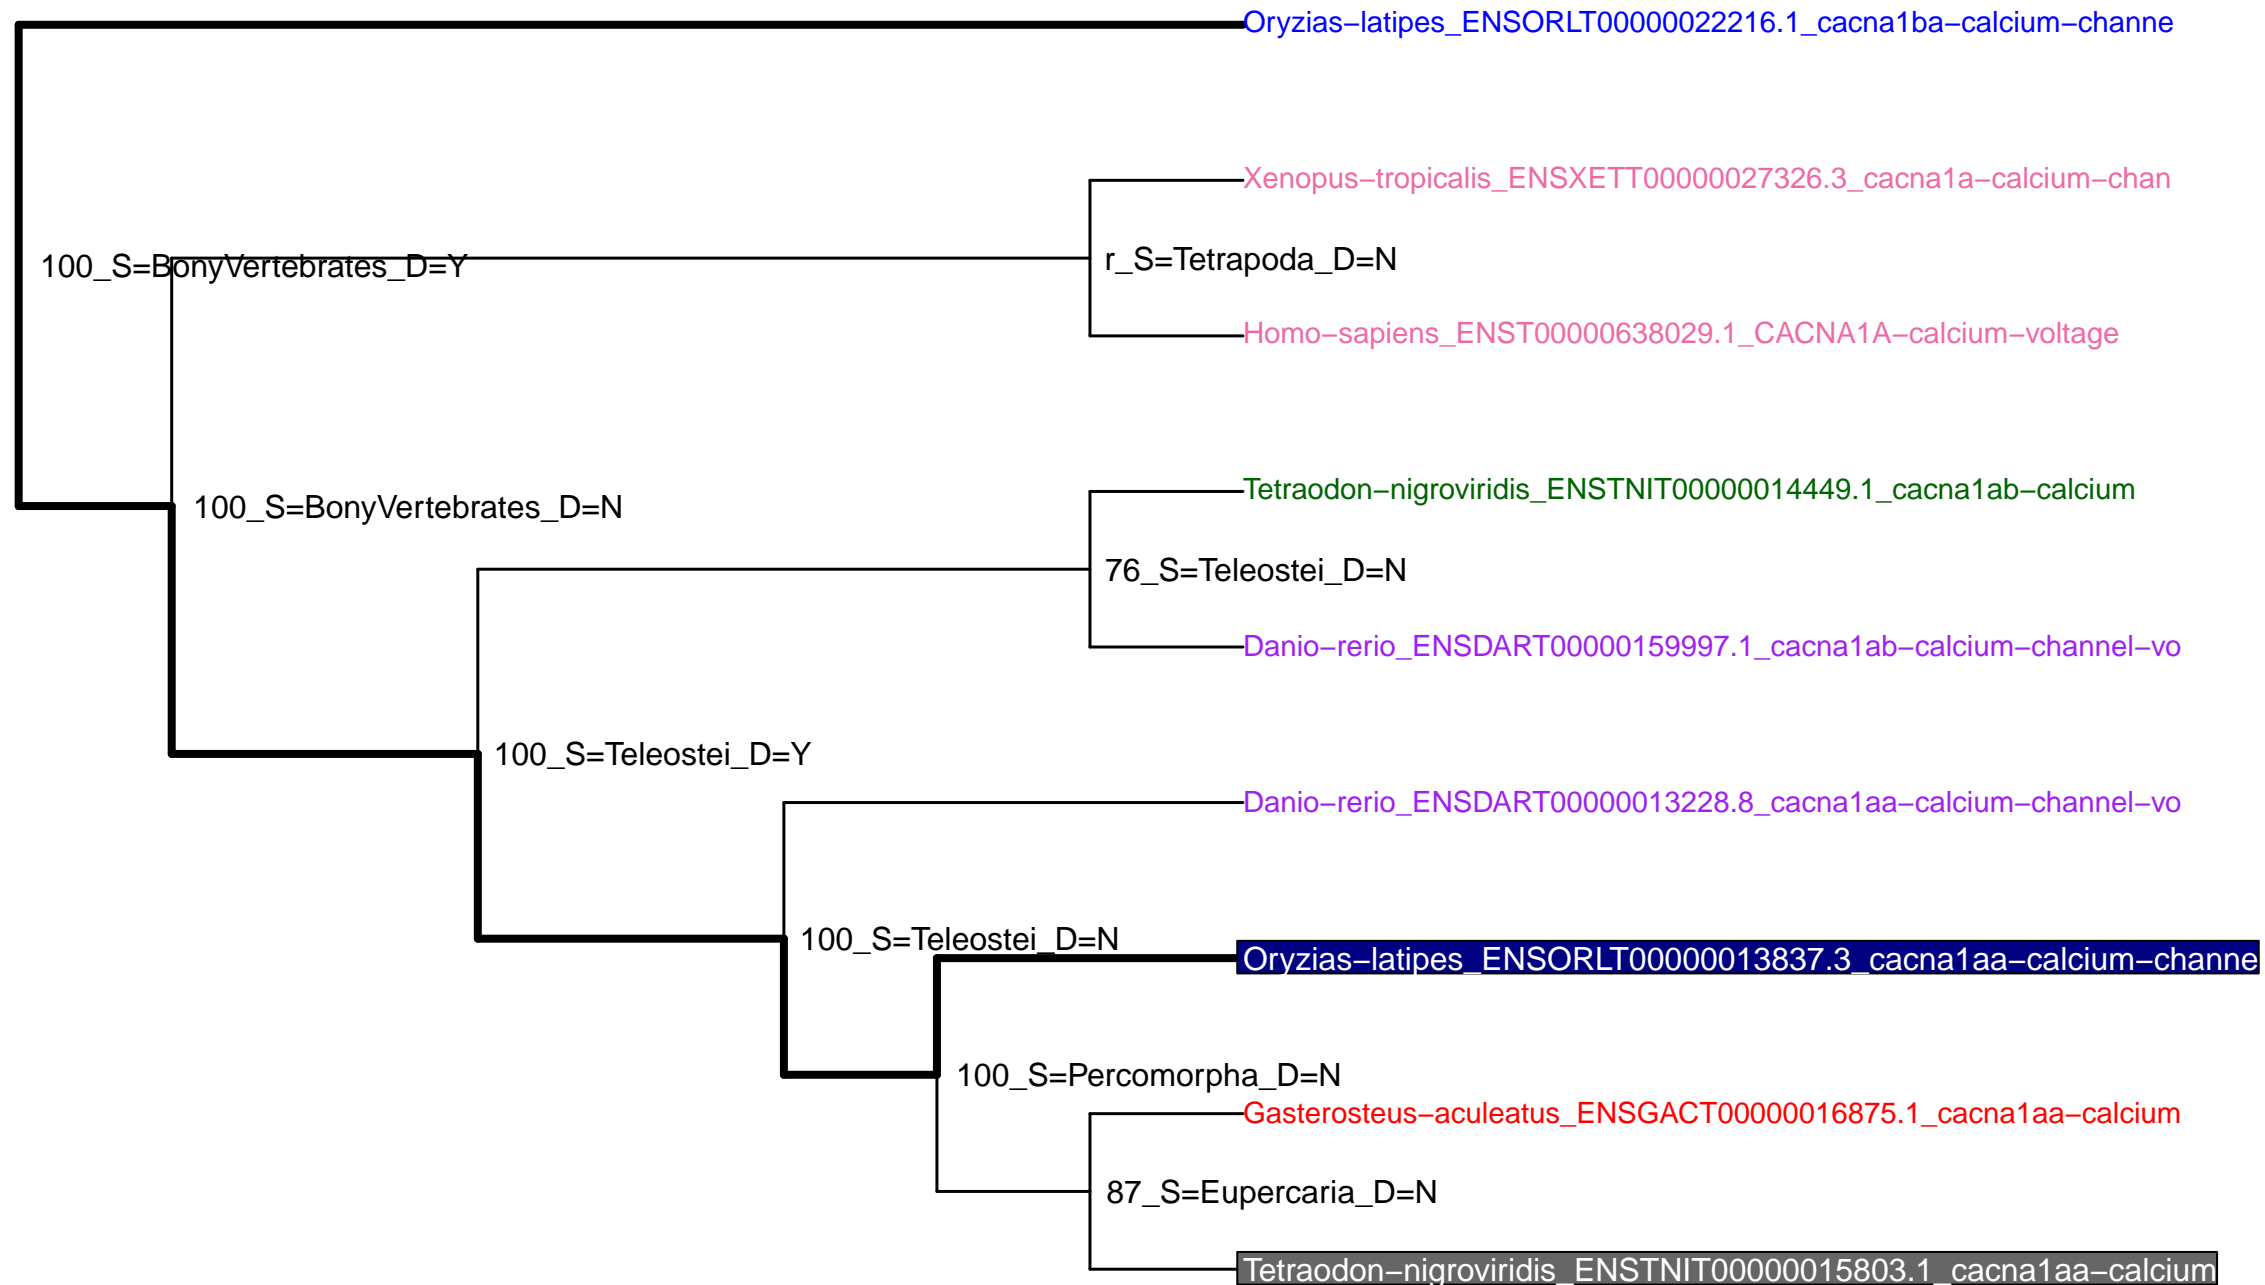 Oryzias−latipes_ENSORLT00000022216.1_cacna1ba−calcium−channe
Xenopus−tropicalis_ENSXETT00000027326.3_cacna1a−calcium−chan
100_S=BonyVertebrates_D=Y
r_S=Tetrapoda_D=N
Homo−sapiens_ENST00000638029.1_CACNA1A−calcium−voltage
Tetraodon−nigroviridis_ENSTNIT00000014449.1_cacna1ab−calcium
100_S=BonyVertebrates_D=N
76_S=Teleostei_D=N
Danio−rerio_ENSDART00000159997.1_cacna1ab−calcium−channel−vo
100_S=Teleostei_D=Y
Danio−rerio_ENSDART00000013228.8_cacna1aa−calcium−channel−vo
100_S=Teleostei_D=N
Oryzias−latipes_ENSORLT00000013837.3_cacna1aa−calcium−channe
100_S=Percomorpha_D=N
Gasterosteus−aculeatus_ENSGACT00000016875.1_cacna1aa−calcium
87_S=Eupercaria_D=N
Tetraodon−nigroviridis_ENSTNIT00000015803.1_cacna1aa−calcium